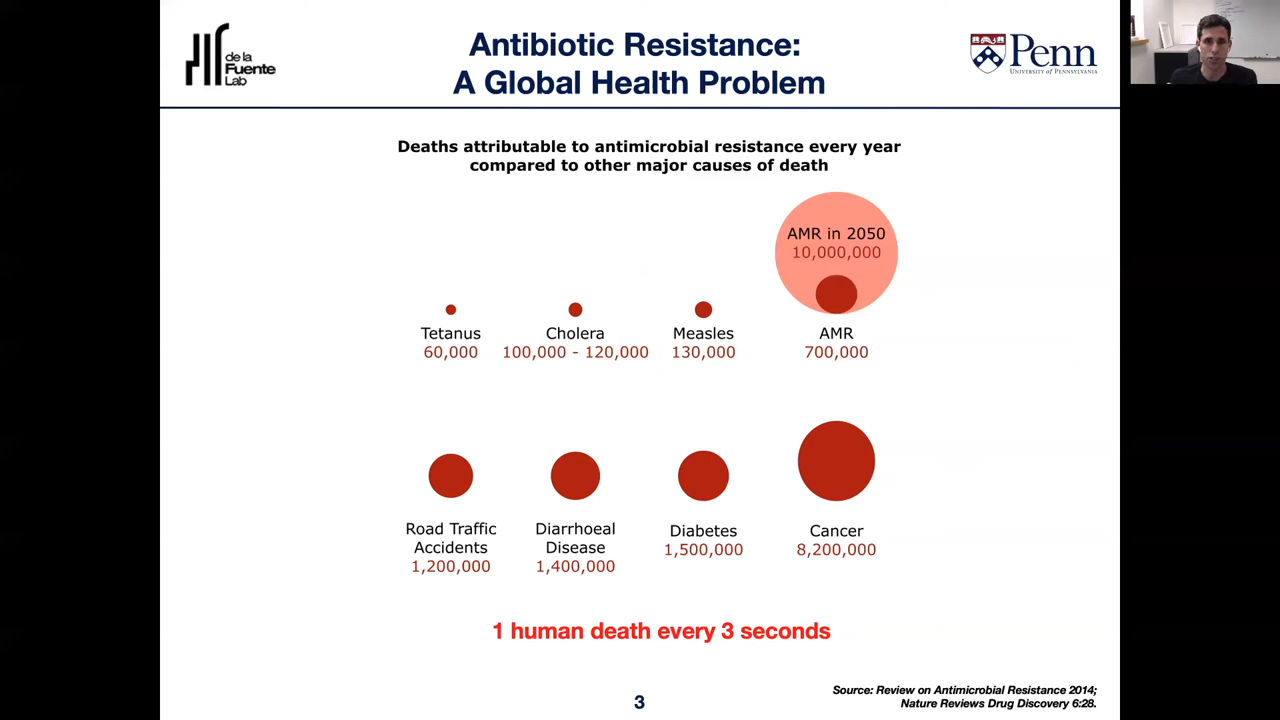 de la
Fuente
Lab
Antibiotic Resistance:
A Global Health Problem
Penn
UNIVERSITY of PENNSYLVANIA
Deaths attributable to antimicrobial resistance every year
compared to other major causes of death
AMR in 2050
10,000,000
Tetanus
60,000
Cholera
100,000 - 120,000
Measles
130,000
AMR
700,000
Road Traffic
Accidents
1,200,000
Diarrhoeal
Disease
1,400,000
Diabetes
1,500,000
Cancer
8,200,000
1 human death every 3 seconds
Source: Review on Antimicrobial Resistance 2014;
Nature Reviews Drug Discovery 6:28.
3